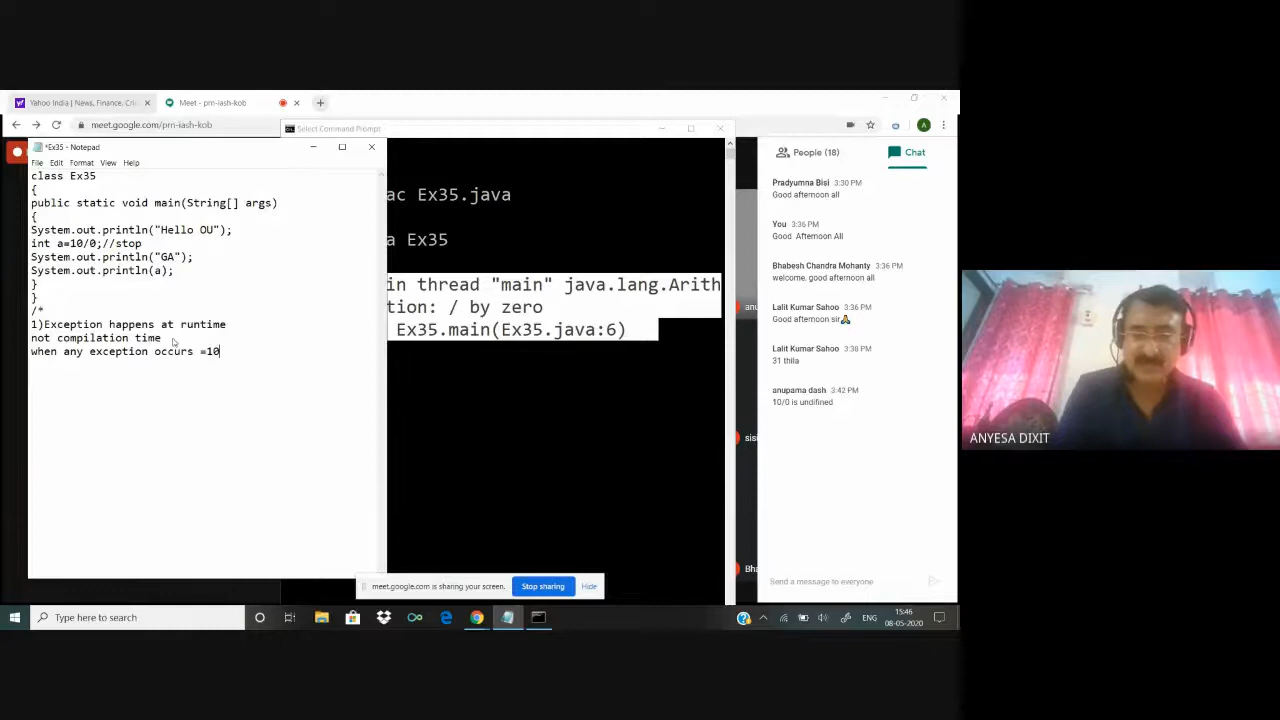 Yahoo India | News, Finance, Cri
Meet - prn-iash-kob
meet.google.com/prn-iash-kob
Select Command Prompt
*Ex35 - Notepad
File Edit Format View Help
class Ex35
{
public static void main(String[] args)
{
System.out.println("Hello OU");
int a=10/0;//stop
System.out.println("GA");
System.out.println(a);
}
}
/*
1)Exception happens at runtime
not compilation time
when any exception occurs =10
ac Ex35.java
a Ex35
in thread "main" java.lang.Arith
tion: / by zero
Ex35.main(Ex35.java:6)
anu
sisi
Bha
People (18)
Chat
Pradyumna Bisi 3:30 PM
Good afternoon all
You 3:36 PM
Good Afternoon All
Bhabesh Chandra Mohanty 3:36 PM
welcome. good afternoon all
Lalit Kumar Sahoo 3:36 PM
Good afternoon sir🙏
Lalit Kumar Sahoo 3:38 PM
31 thila
anupama dash 3:42 PM
10/0 is undifined
Send a message to everyone
ANYESA DIXIT
meet.google.com is sharing your screen. Stop sharing Hide
Type here to search
ENG
15:46
08-05-2020